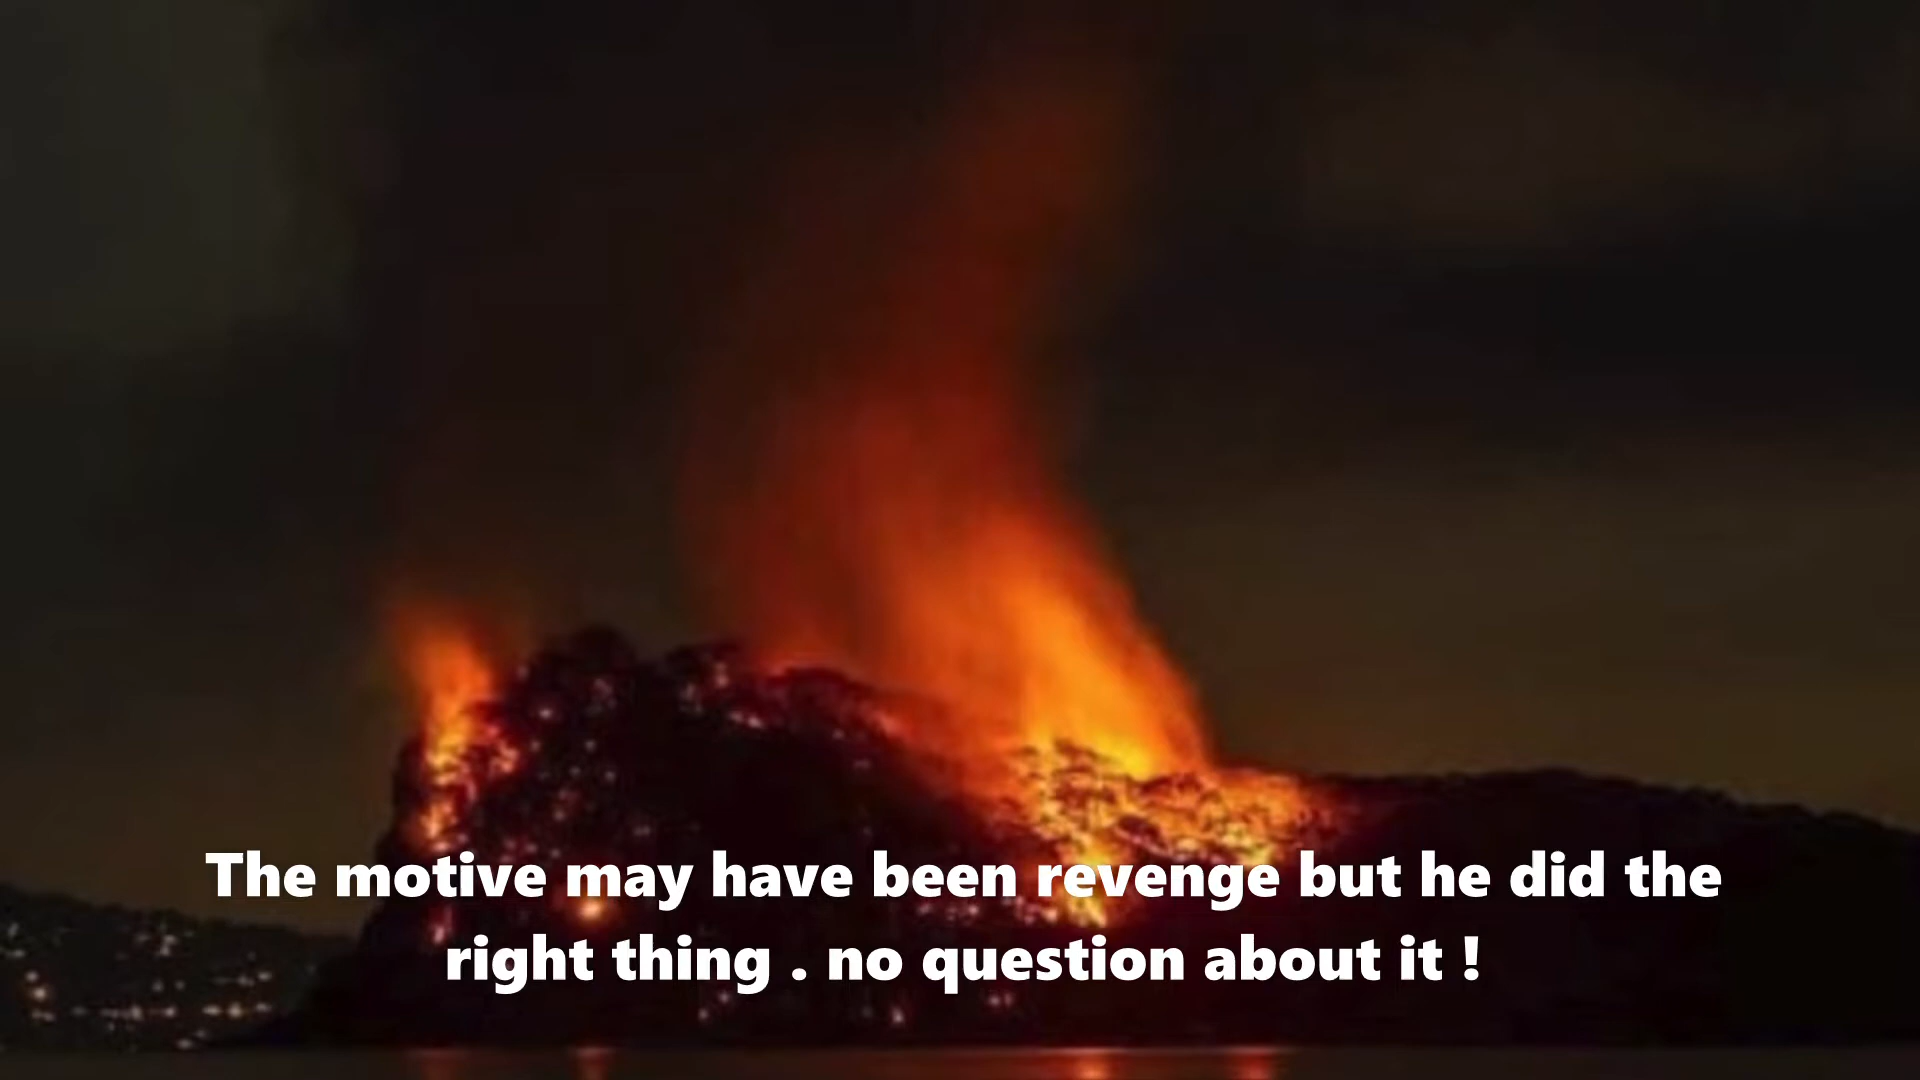 The motive may have been revenge but he did the
right thing . no question about it !